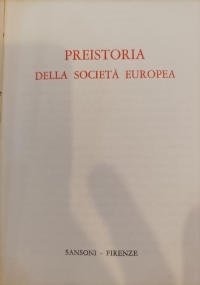 PREISTORIA
DELLA SOCIETÀ EUROPEA
SANSONI - FIRENZE